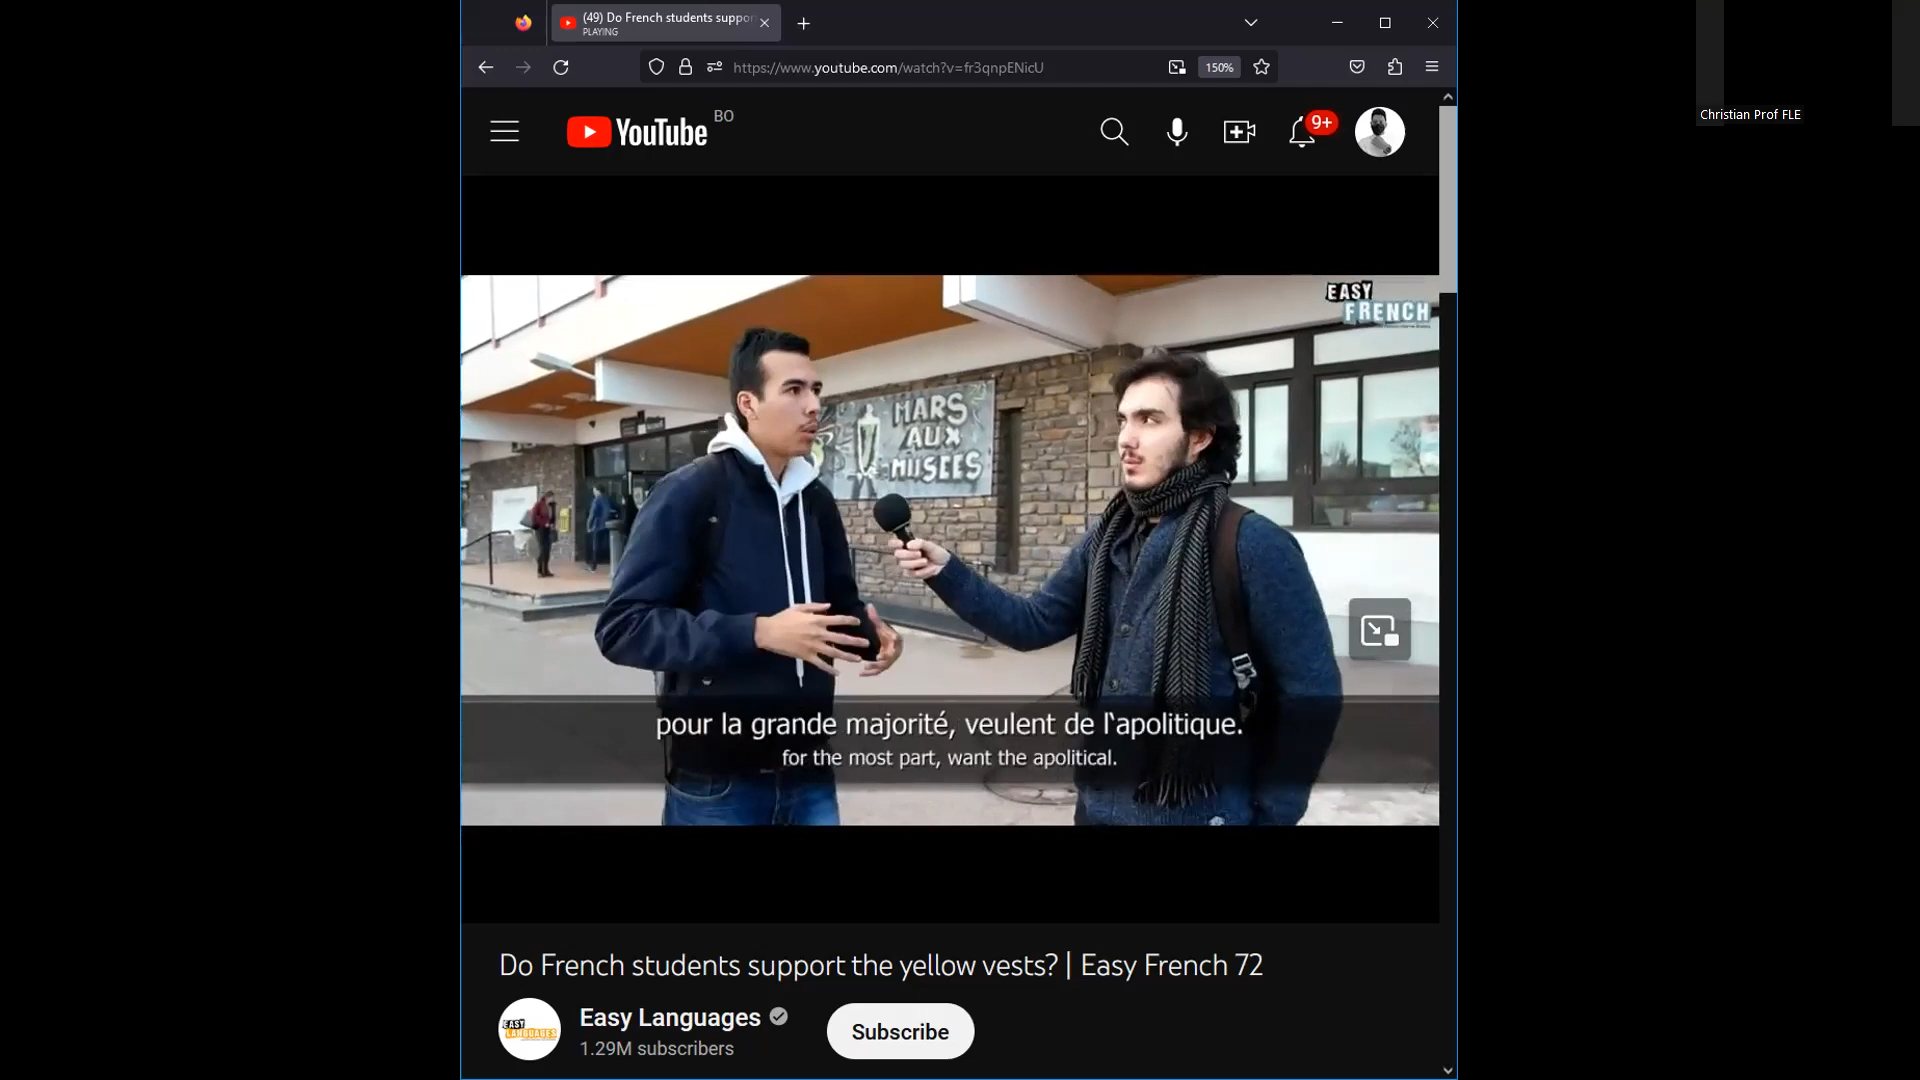 (49) Do French students suppor
PLAYING
https://www.youtube.com/watch?v=fr3qnpENicU
150%
YouTube BO
9+
Christian Prof FLE
EASY
FRENCH
MARS
AUX
MUSEES
pour la grande majorité, veulent de l'apolitique.
for the most part, want the apolitical.
Do French students support the yellow vests? | Easy French 72
EASY
LANGUAGES
Easy Languages
1.29M subscribers
Subscribe